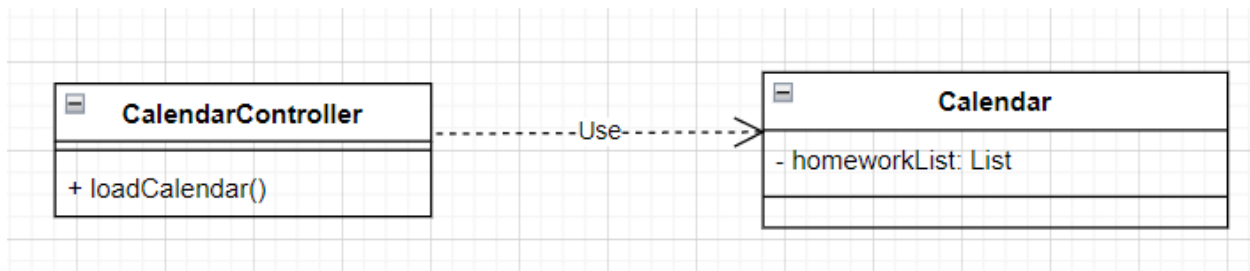 CalendarController
+ loadCalendar()
Use
Calendar
- homeworkList: List